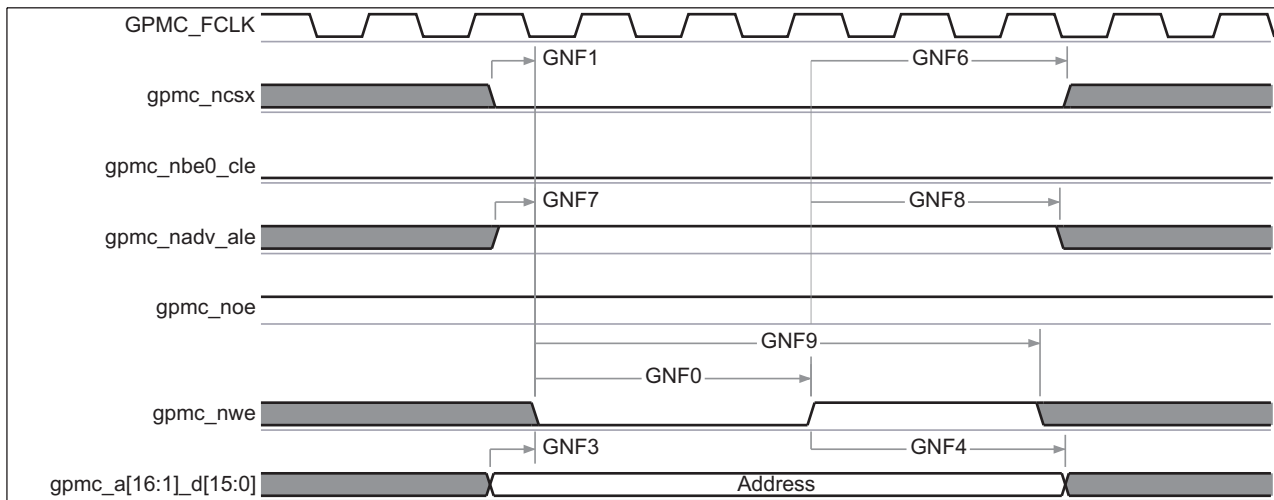 GPMC_FCLK
GNF1
GNF6
gpmc_ncsx
gpmc_nbe0_cle
GNF7
GNF8
gpmc_nadv_ale
gpmc_noe
GNF9
GNF0
gpmc_nwe
GNF3
GNF4
gpmc_a[16:1]_d[15:0]
Address